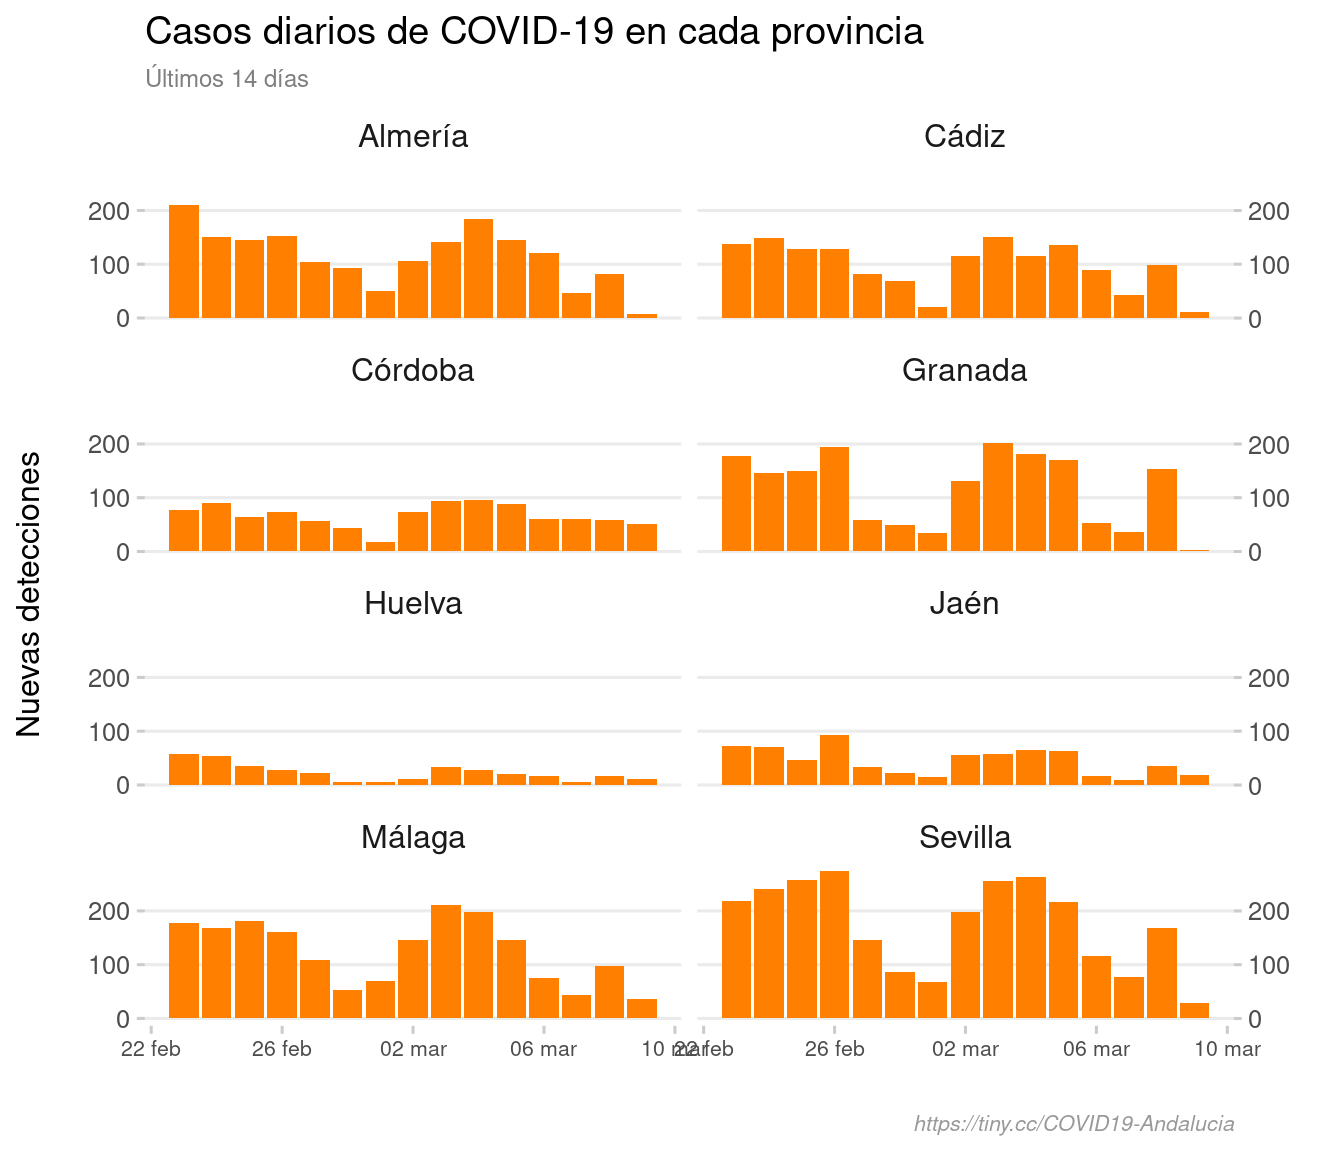 Casos diarios de COVID-19 en cada provincia
Últimos 14 días
Almería
Cádiz
200
100
0
200
100
0
Córdoba
Granada
200
100
0
200
100
0
Nuevas detecciones
Huelva
Jaén
200
100
0
200
100
0
Málaga
Sevilla
200
100
0
200
100
0
22 feb 26 feb 02 mar 06 mar 10 mar
22 feb 26 feb 02 mar 06 mar 10 mar
https://tiny.cc/COVID19-Andalucia